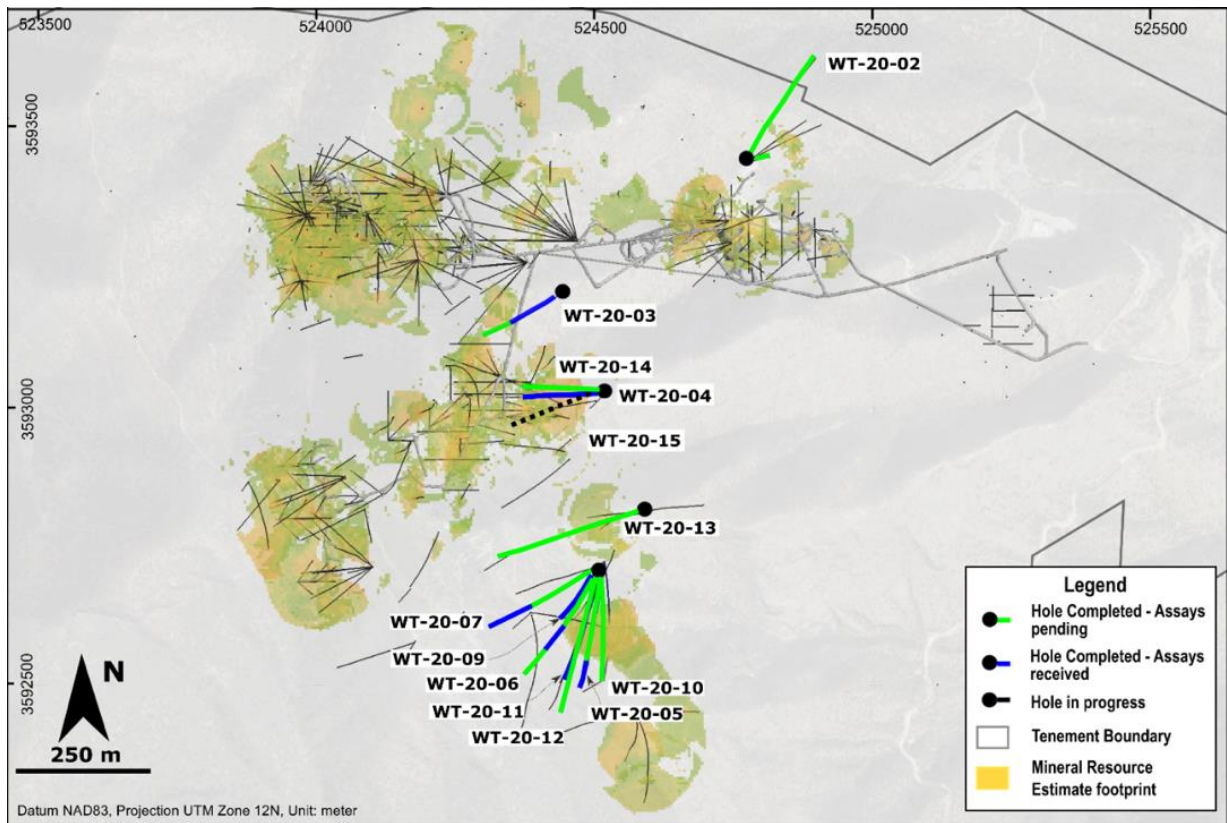 523500
524000
524500
525000
525500
3593500
3593000
3592500
WT-20-02
WT-20-03
WT-20-14
WT-20-04
WT-20-15
WT-20-13
WT-20-07
WT-20-09
WT-20-06
WT-20-10
WT-20-11
WT-20-05
WT-20-12
N
250 m
Legend
Hole Completed - Assays
pending
Hole Completed - Assays
received
Hole in progress
Tenement Boundary
Mineral Resource
Estimate footprint
Datum NAD83, Projection UTM Zone 12N, Unit: meter